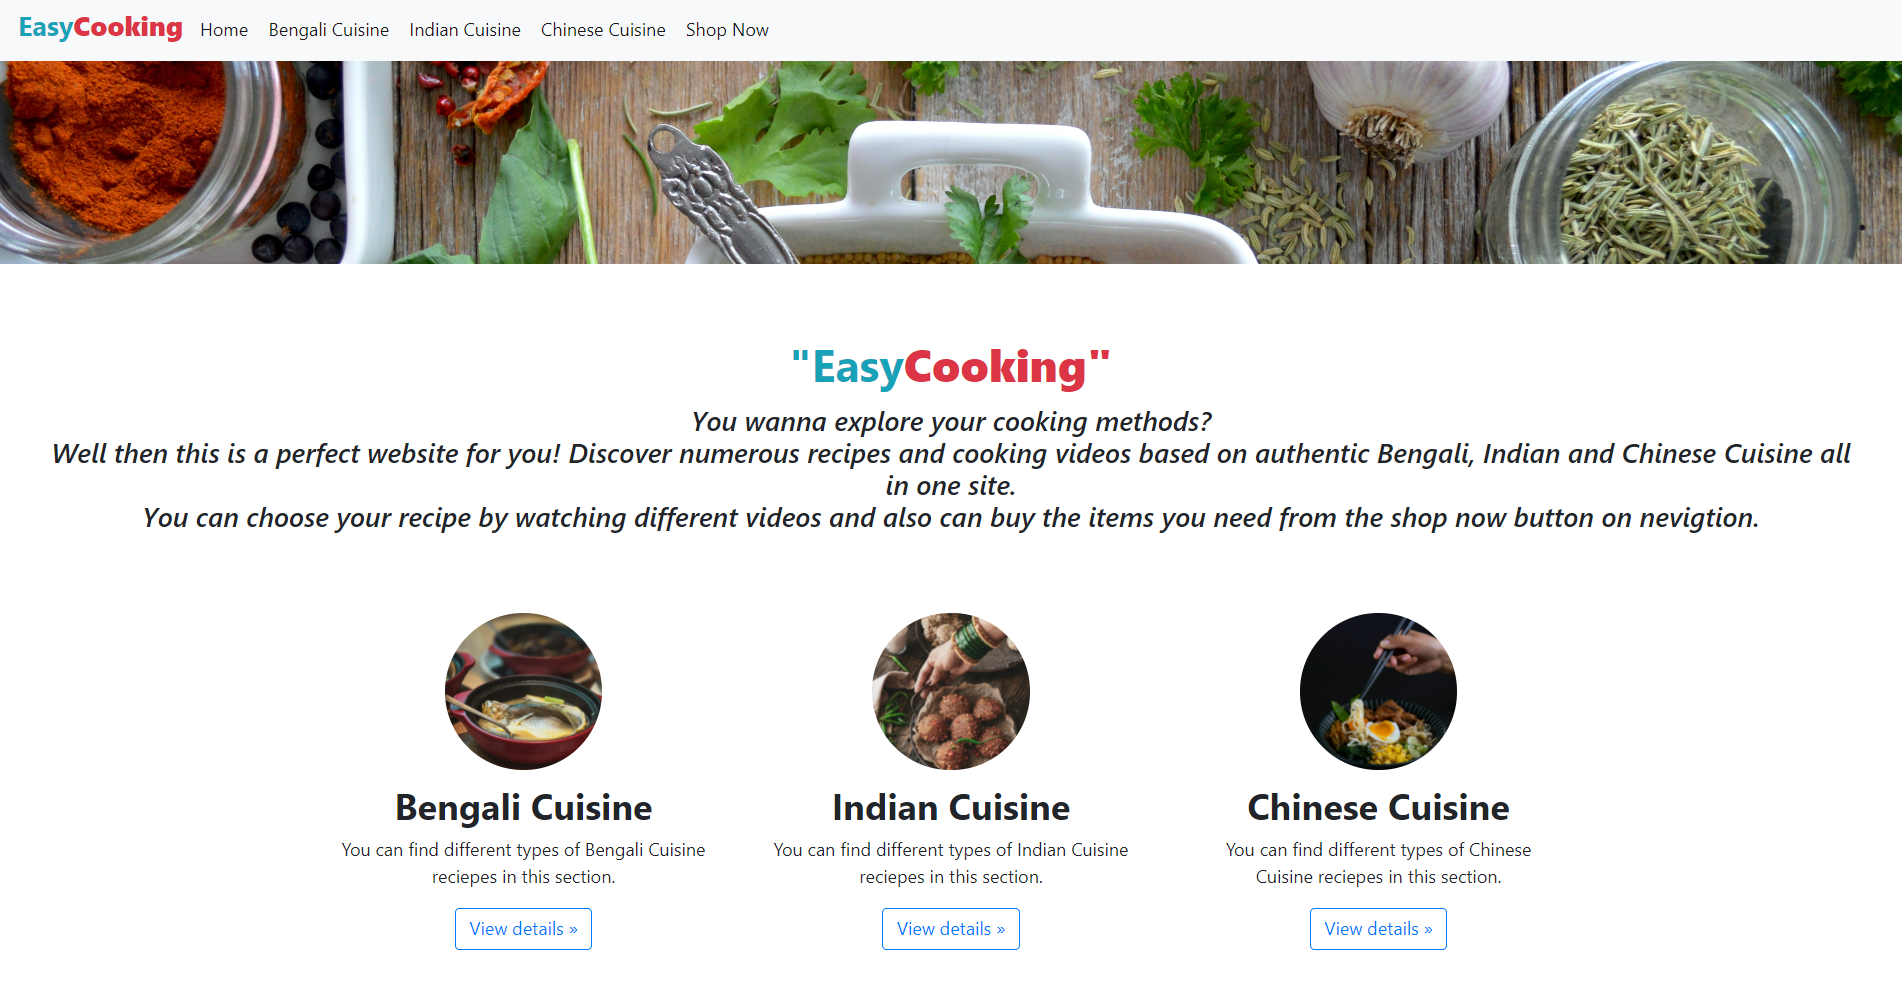 EasyCooking Home Bengali Cuisine Indian Cuisine Chinese Cuisine Shop Now
"EasyCooking"
You wanna explore your cooking methods?
Well then this is a perfect website for you! Discover numerous recipes and cooking videos based on authentic Bengali, Indian and Chinese Cuisine all
in one site.
You can choose your recipe by watching different videos and also can buy the items you need from the shop now button on nevigtion.
Bengali Cuisine
You can find different types of Bengali Cuisine
reciepes in this section.
View details »
Indian Cuisine
You can find different types of Indian Cuisine
reciepes in this section.
View details »
Chinese Cuisine
You can find different types of Chinese
Cuisine reciepes in this section.
View details »